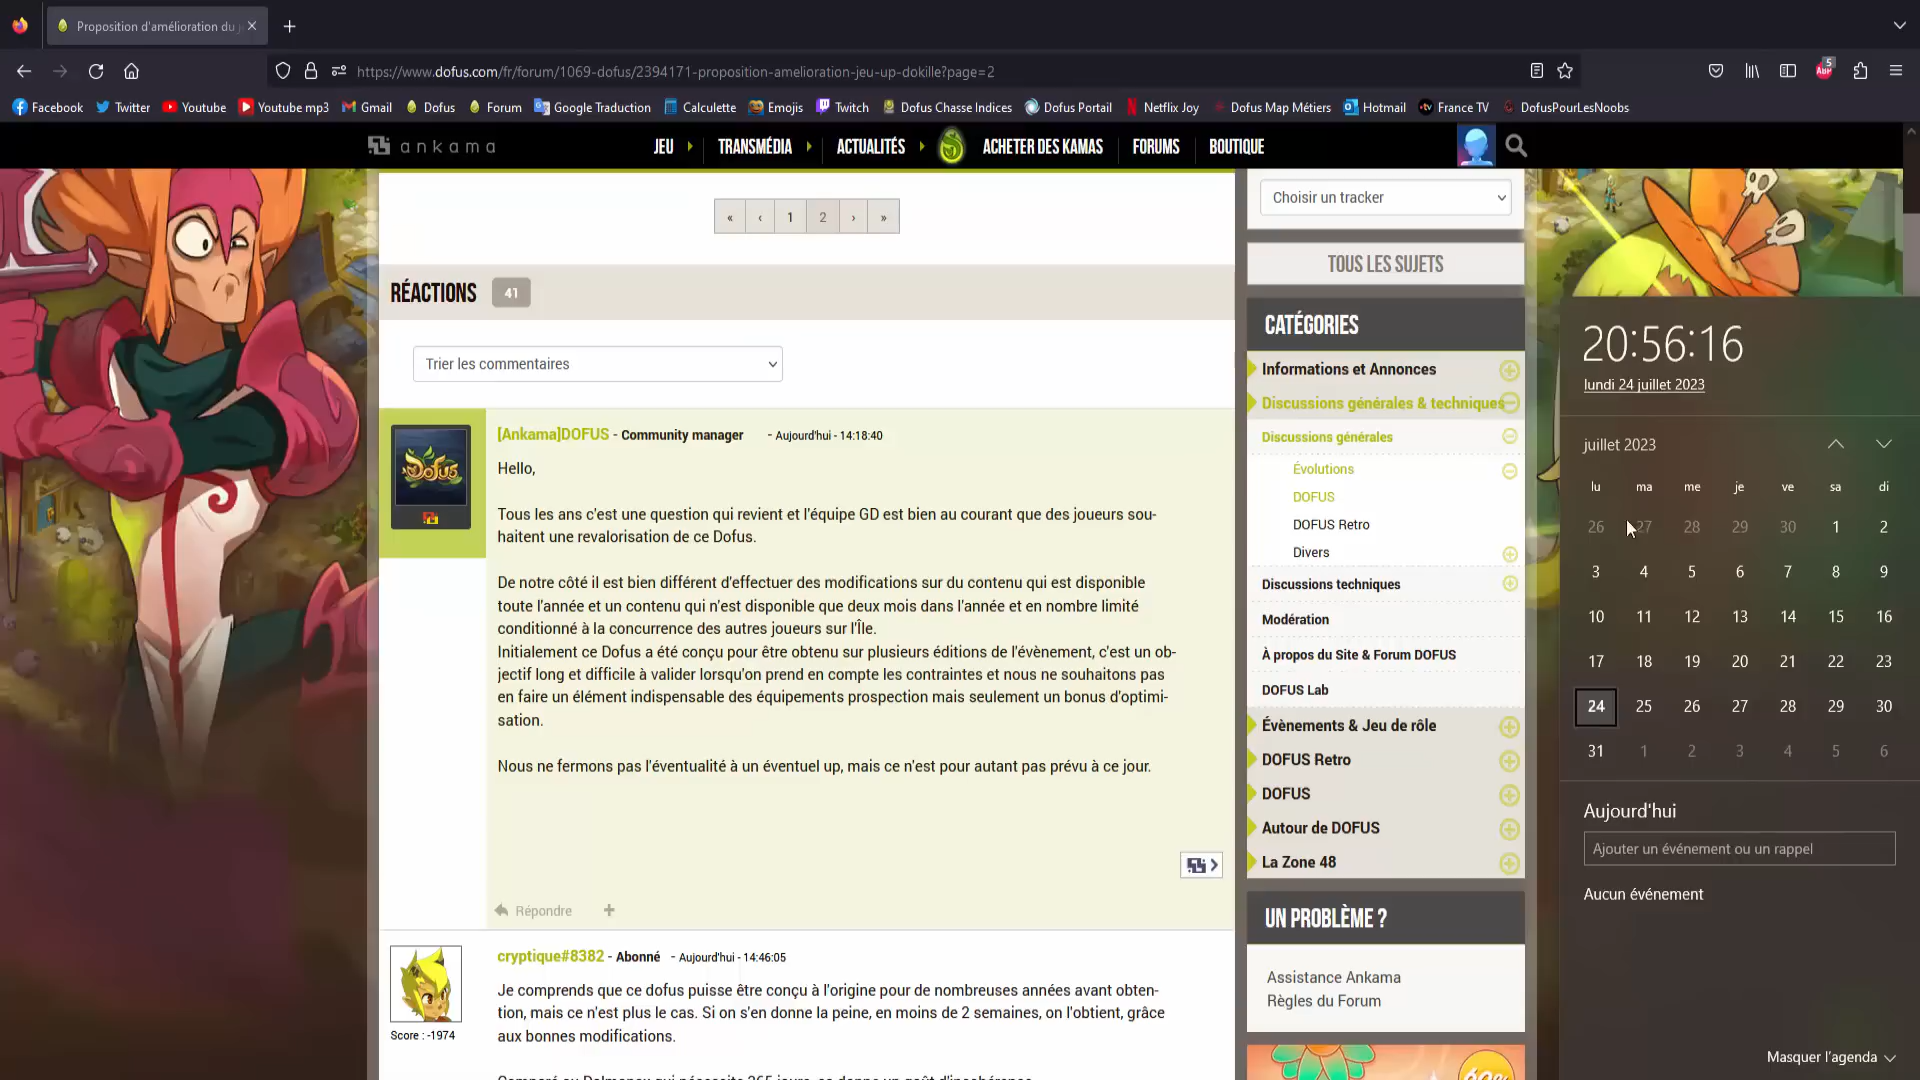 Proposition d'amélioration du
https://www.dofus.com/fr/forum/1069-dofus/2394171-proposition-amelioration-jeu-up-dokille?page=2
5
ABP
Facebook Twitter Youtube Youtube mp3 Gmail Dofus Forum Google Traduction Calculette Emojis Twitch Dofus Chasse Indices Dofus Portail Netflix Joy Dofus Map Métiers Hotmail France TV DofusPourLesNoobs
ankama JEU TRANSMÉDIA ACTUALITÉS ACHETER DES KAMAS FORUMS BOUTIQUE
« ‹ 1 2 › »
RÉACTIONS 41
Trier les commentaires
[Ankama]DOFUS - Community manager - Aujourd'hui - 14:18:40
DOFUS
Hello,
Tous les ans c'est une question qui revient et l'équipe GD est bien au courant que des joueurs sou-
haitent une revalorisation de ce Dofus.
De notre côté il est bien différent d'effectuer des modifications sur du contenu qui est disponible
toute l'année et un contenu qui n'est disponible que deux mois dans l'année et en nombre limité
conditionné à la concurrence des autres joueurs sur l'Île.
Initialement ce Dofus a été conçu pour être obtenu sur plusieurs éditions de l'évènement, c'est un ob-
jectif long et difficile à valider lorsqu'on prend en compte les contraintes et nous ne souhaitons pas
en faire un élément indispensable des équipements prospection mais seulement un bonus d'optimi-
sation.
Nous ne fermons pas l'éventualité à un éventuel up, mais ce n'est pour autant pas prévu à ce jour.
Répondre +
cryptique#8382 - Abonné - Aujourd'hui - 14:46:05
Score : -1974
Je comprends que ce dofus puisse être conçu à l'origine pour de nombreuses années avant obten-
tion, mais ce n'est plus le cas. Si on s'en donne la peine, en moins de 2 semaines, on l'obtient, grâce
aux bonnes modifications.
Choisir un tracker
TOUS LES SUJETS
CATÉGORIES
Informations et Annonces
Discussions générales & techniques
Discussions générales
Évolutions
DOFUS
DOFUS Retro
Divers
Discussions techniques
Modération
À propos du Site & Forum DOFUS
DOFUS Lab
Évènements & Jeu de rôle
DOFUS Retro
DOFUS
Autour de DOFUS
La Zone 48
UN PROBLÈME ?
Assistance Ankama
Règles du Forum
20:56:16
lundi 24 juillet 2023
juillet 2023
lu ma me je ve sa di
26 27 28 29 30 1 2
3 4 5 6 7 8 9
10 11 12 13 14 15 16
17 18 19 20 21 22 23
24 25 26 27 28 29 30
31 1 2 3 4 5 6
Aujourd'hui
Ajouter un événement ou un rappel
Aucun événement
Masquer l'agenda